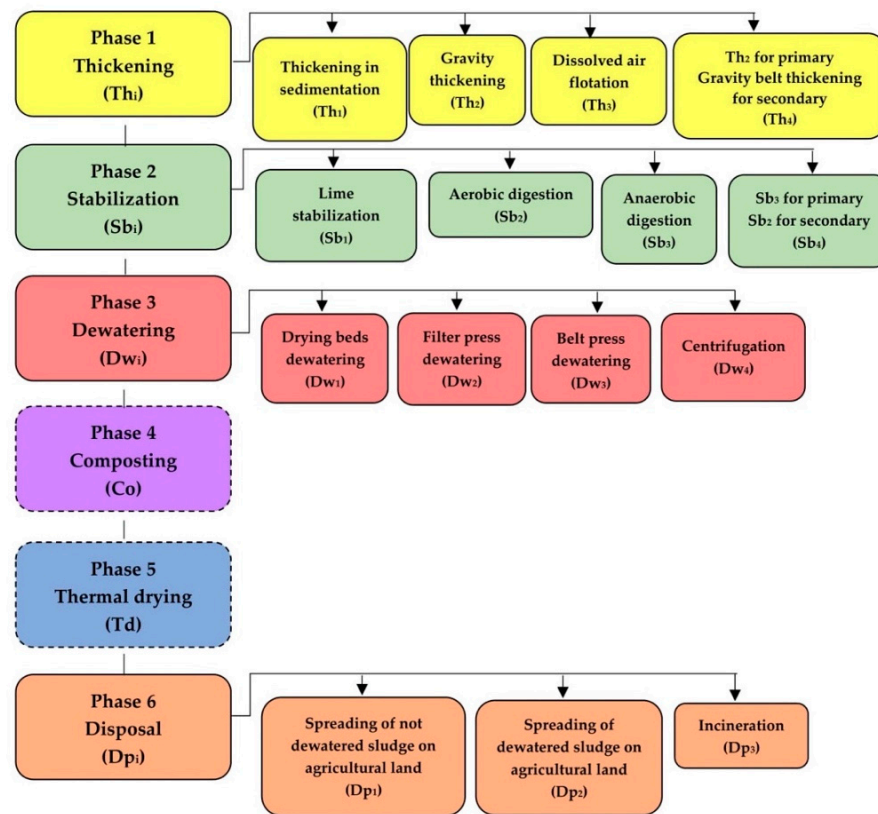 Phase 1
Thickening
(Thi)
Thickening in
sedimentation
(Th1)
Gravity
thickening
(Th2)
Dissolved air
flotation
(Th3)
Th2 for primary
Gravity belt thickening
for secondary
(Th4)
Phase 2
Stabilization
(Sbi)
Lime
stabilization
(Sb1)
Aerobic digestion
(Sb2)
Anaerobic
digestion
(Sb3)
Sb3 for primary
Sb2 for secondary
(Sb4)
Phase 3
Dewatering
(Dwi)
Drying beds
dewatering
(Dw1)
Filter press
dewatering
(Dw2)
Belt press
dewatering
(Dw3)
Centrifugation
(Dw4)
Phase 4
Composting
(Co)
Phase 5
Thermal drying
(Td)
Phase 6
Disposal
(Dpi)
Spreading of not
dewatered sludge on
agricultural land
(Dp1)
Spreading of
dewatered sludge on
agricultural land
(Dp2)
Incineration
(Dp3)